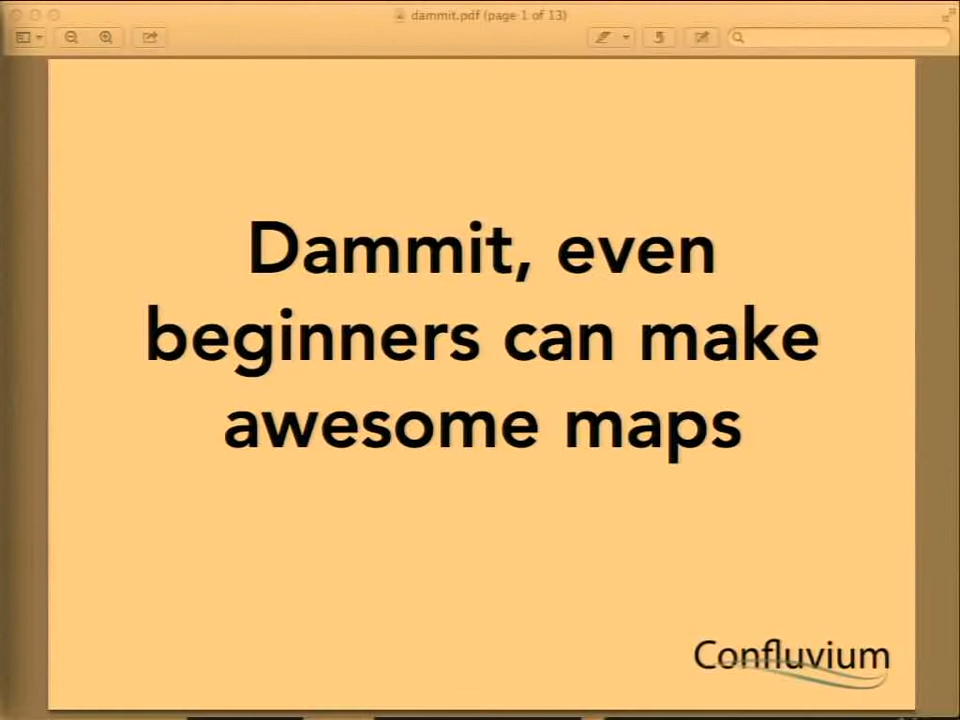 dammit.pdf (page 1 of 13)
Dammit, even
beginners can make
awesome maps
Confluvium